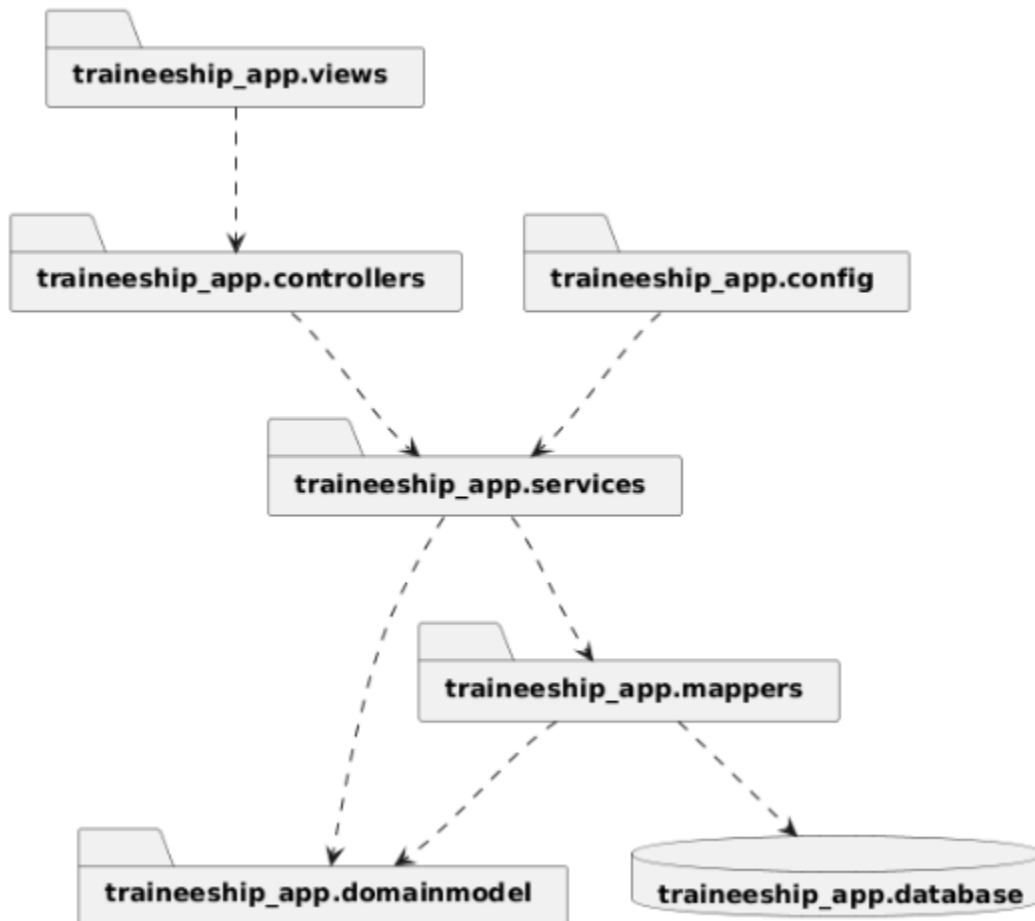 traineeship_app.views
traineeship_app.controllers
traineeship_app.config
traineeship_app.services
traineeship_app.mappers
traineeship_app.domainmodel
traineeship_app.database